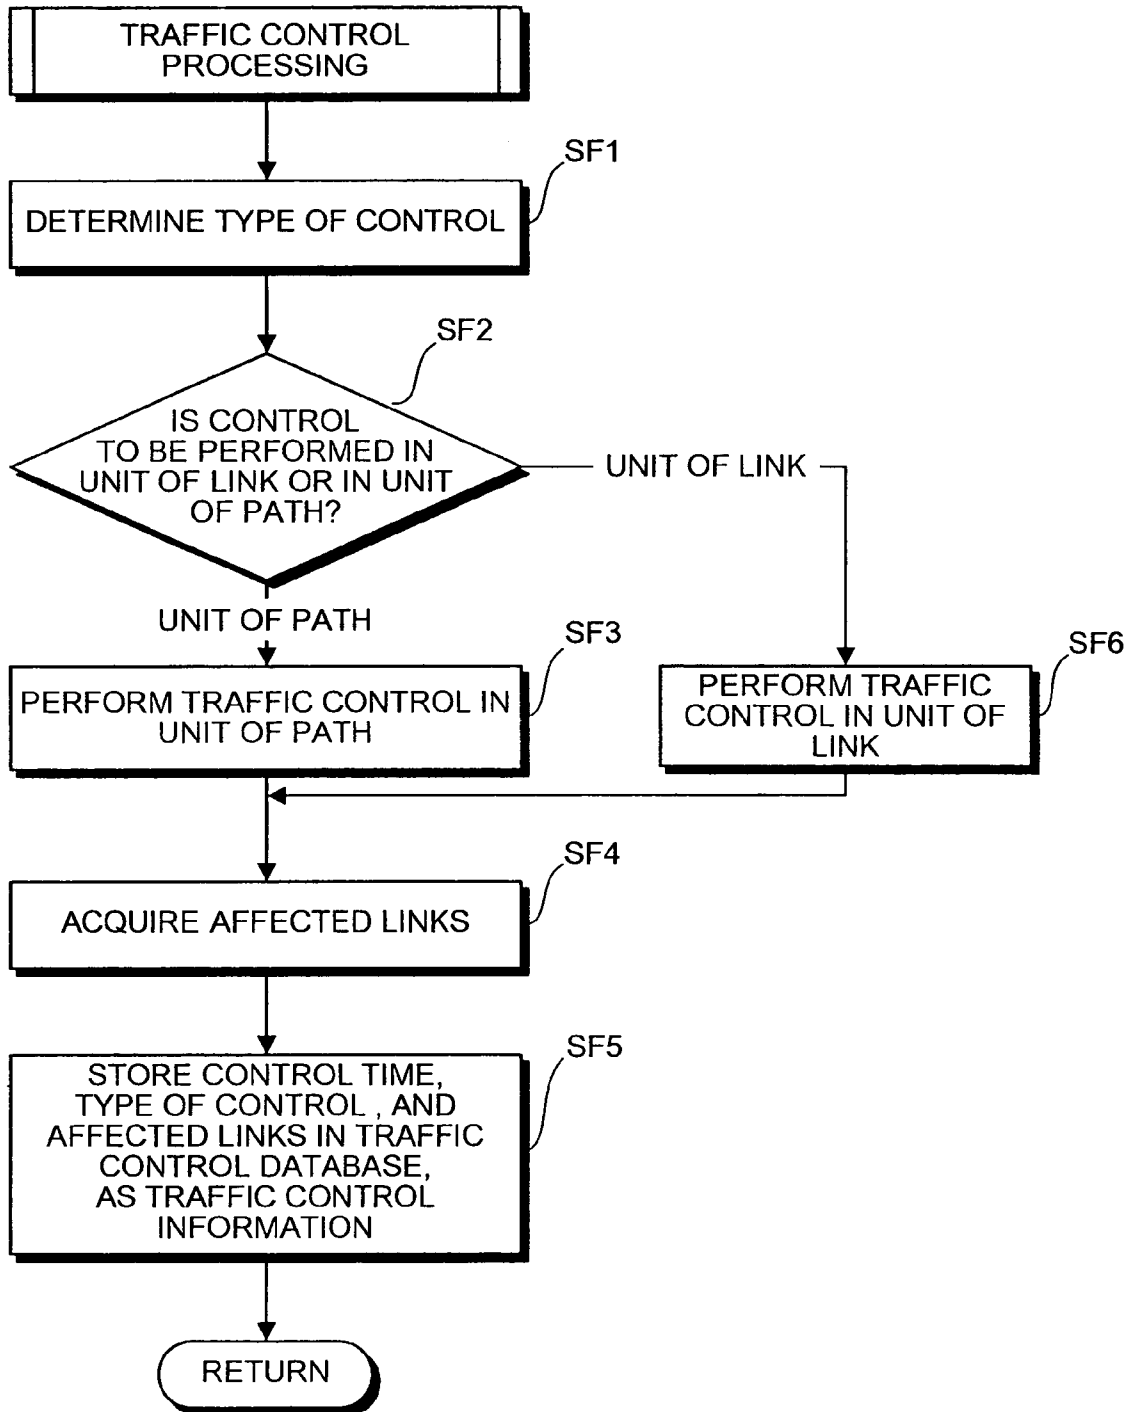 TRAFFIC CONTROL
PROCESSING
SF1
DETERMINE TYPE OF CONTROL
SF2
IS CONTROL
TO BE PERFORMED IN
UNIT OF LINK OR IN UNIT
OF PATH?
UNIT OF LINK
UNIT OF PATH
SF3
PERFORM TRAFFIC CONTROL IN
UNIT OF PATH
SF6
PERFORM TRAFFIC
CONTROL IN UNIT OF
LINK
SF4
ACQUIRE AFFECTED LINKS
SF5
STORE CONTROL TIME,
TYPE OF CONTROL , AND
AFFECTED LINKS IN TRAFFIC
CONTROL DATABASE,
AS TRAFFIC CONTROL
INFORMATION
RETURN